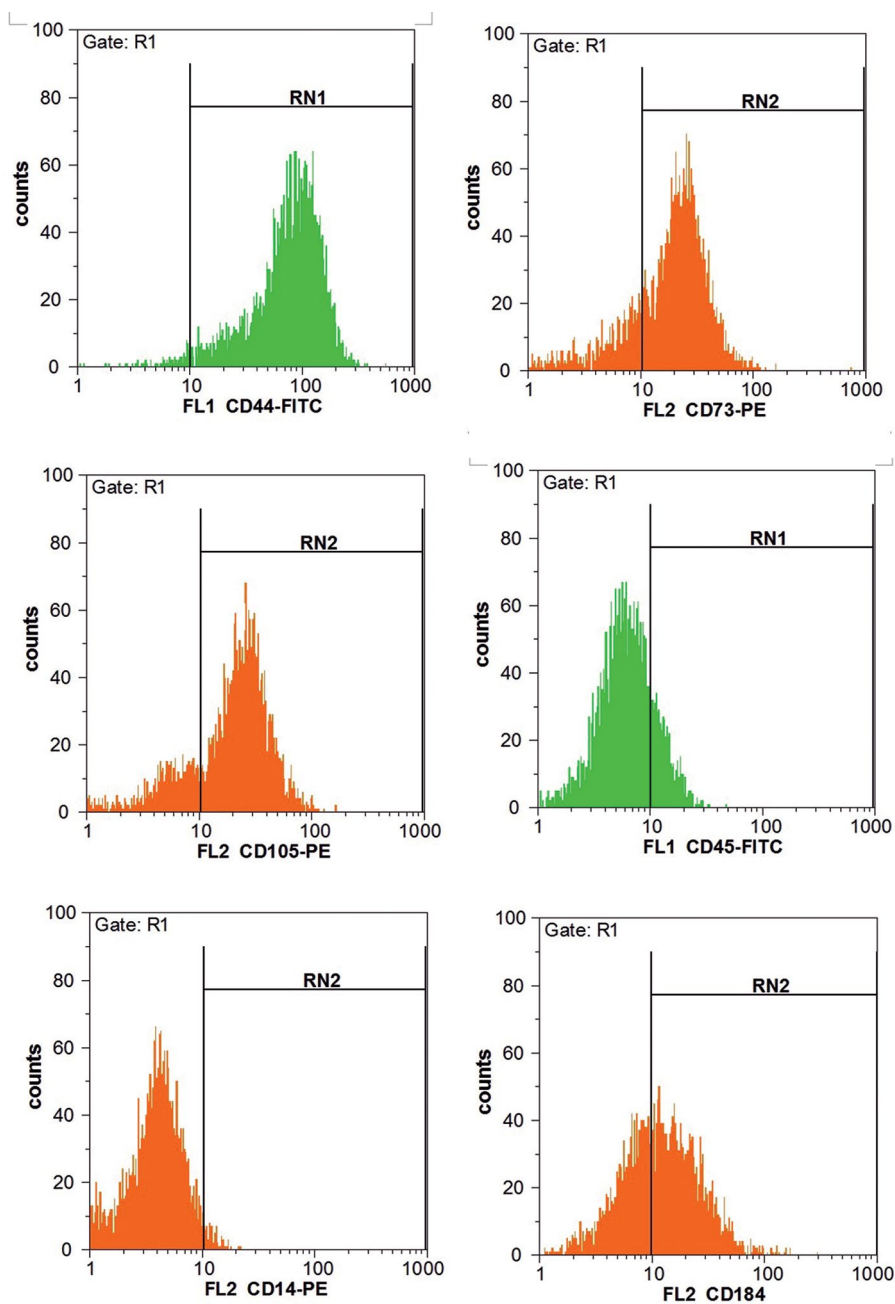 100
Gate: R1
RN1
80
60
counts
40
20
0
1 10 100 1000
FL1 CD44-FITC
100
Gate: R1
RN2
80
60
counts
40
20
0
1 10 100 1000
FL2 CD73-PE
100
Gate: R1
RN2
80
60
counts
40
20
0
1 10 100 1000
FL2 CD105-PE
100
Gate: R1
RN1
80
60
counts
40
20
0
1 10 100 1000
FL1 CD45-FITC
100
Gate: R1
RN2
80
60
counts
40
20
0
1 10 100 1000
FL2 CD14-PE
100
Gate: R1
RN2
80
60
counts
40
20
0
1 10 100 1000
FL2 CD184